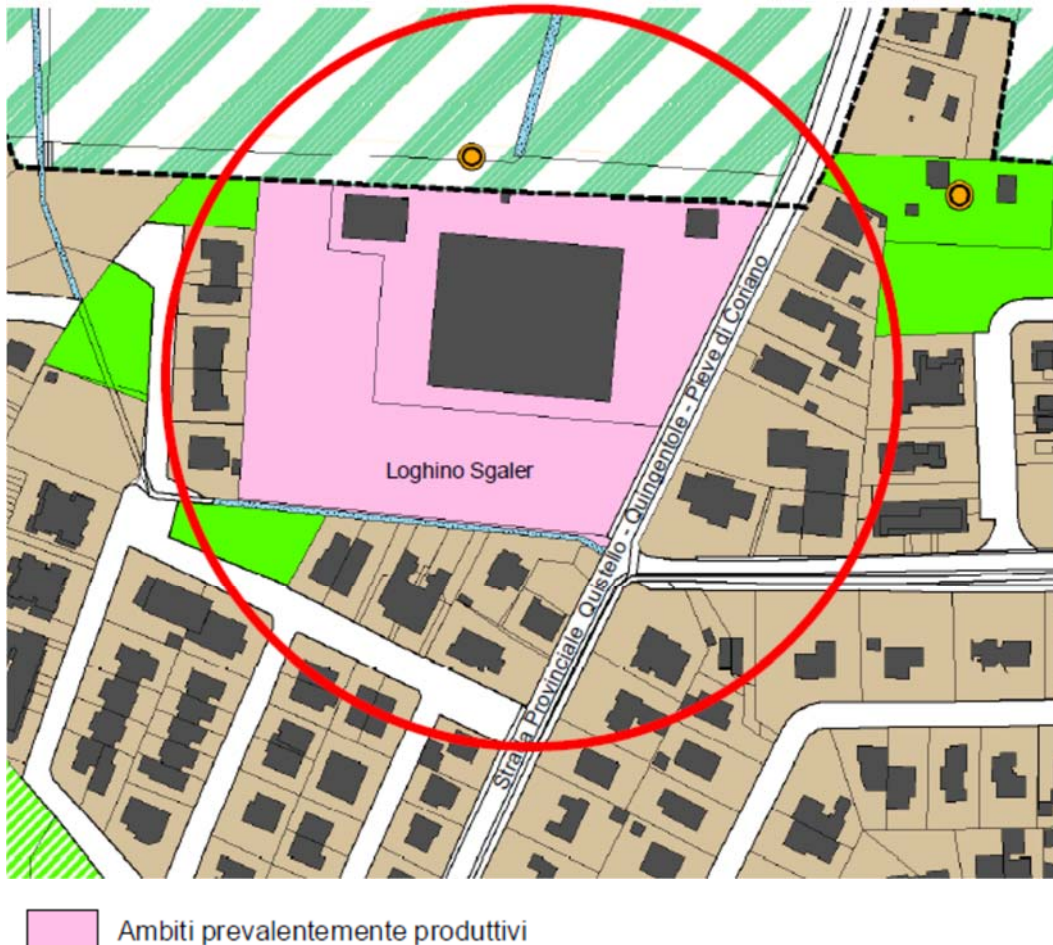 Loghino Sgaler
Strada Provinciale Quistello - Quingentole - Pieve di Coriano
Ambiti prevalentemente produttivi